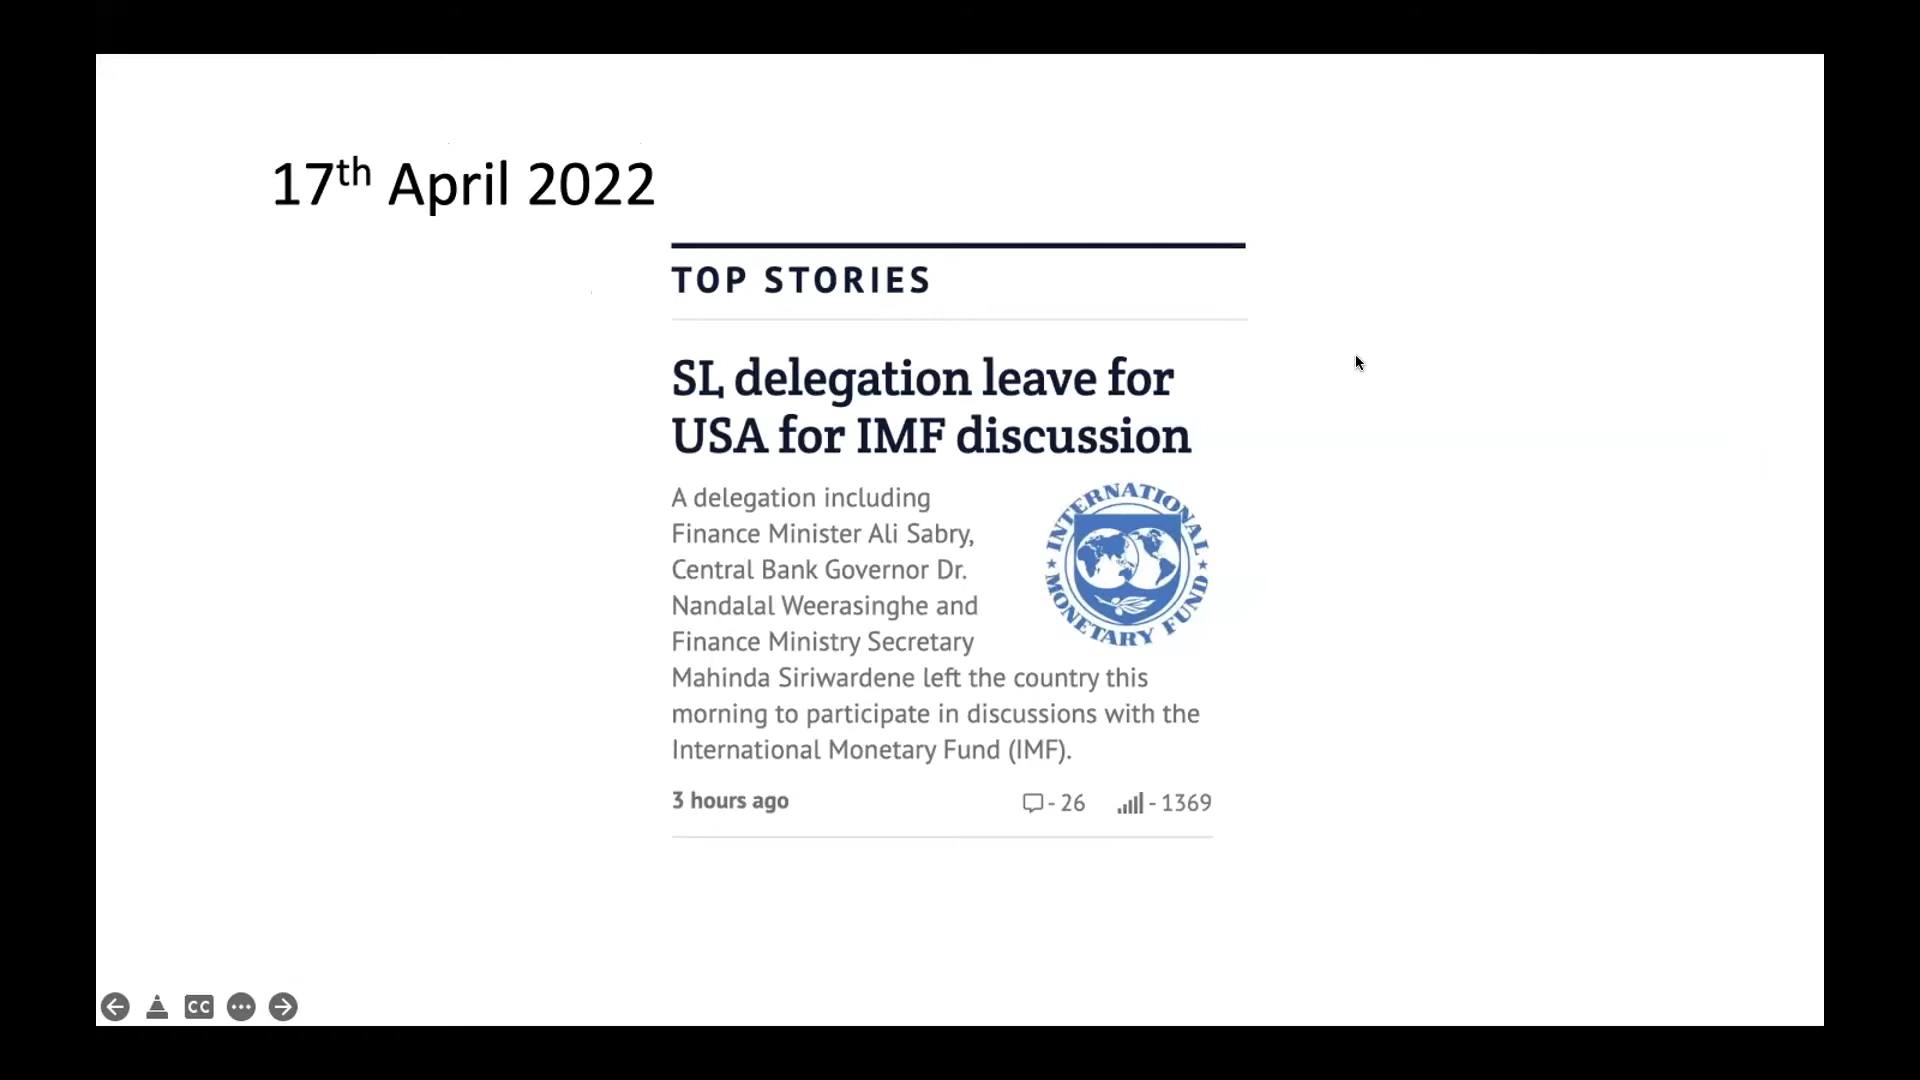 17th April 2022
TOP STORIES
SL delegation leave for
USA for IMF discussion
A delegation including
Finance Minister Ali Sabry,
Central Bank Governor Dr.
Nandalal Weerasinghe and
Finance Ministry Secretary
Mahinda Siriwardene left the country this
morning to participate in discussions with the
International Monetary Fund (IMF).
INTERNATIONAL
MONETARY FUND
3 hours ago
- 26
- 1369
CC